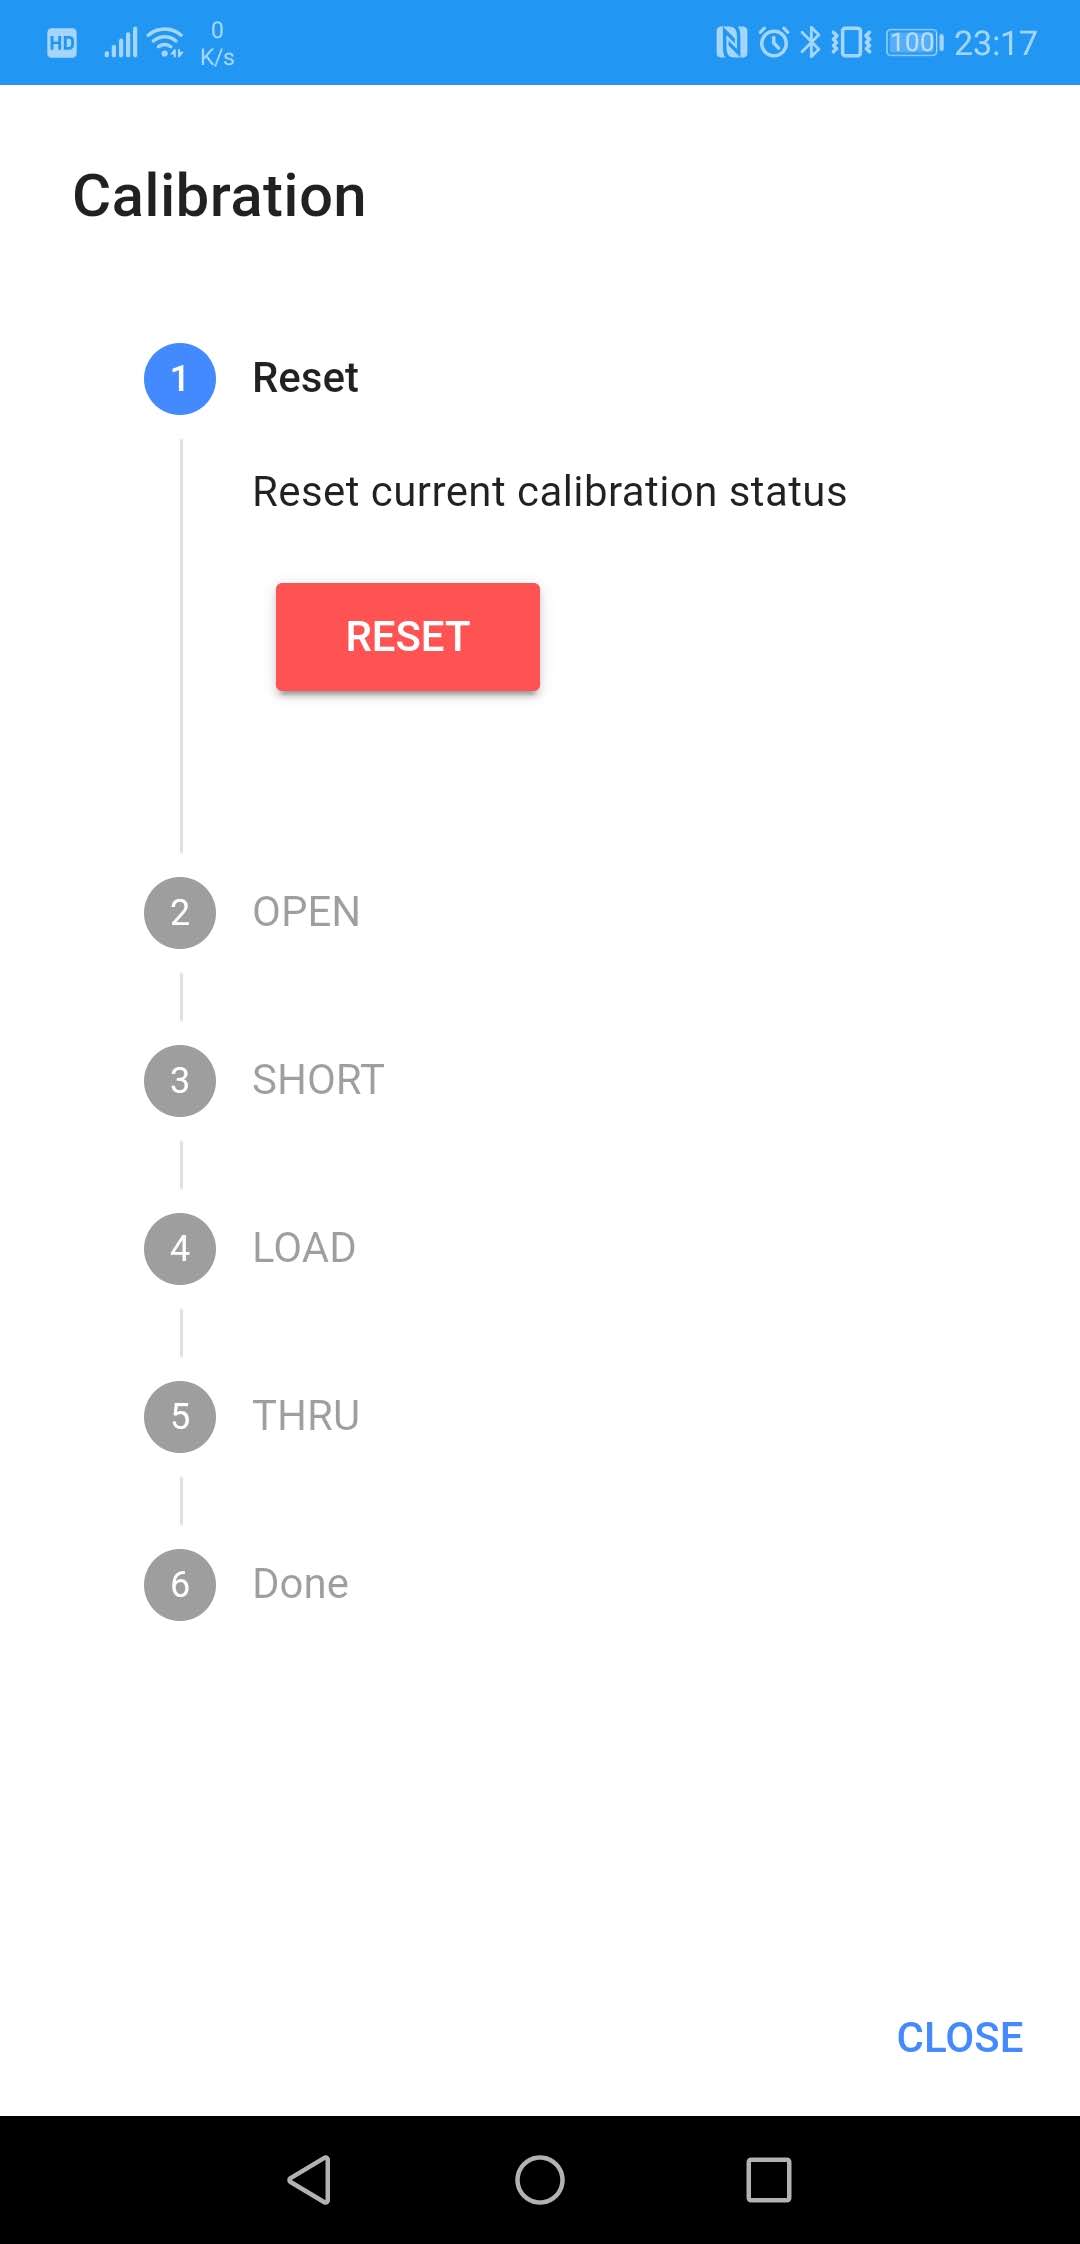 HD 0 K/s 100 23:17
Calibration
1 Reset
Reset current calibration status
RESET
2 OPEN
3 SHORT
4 LOAD
5 THRU
6 Done
CLOSE